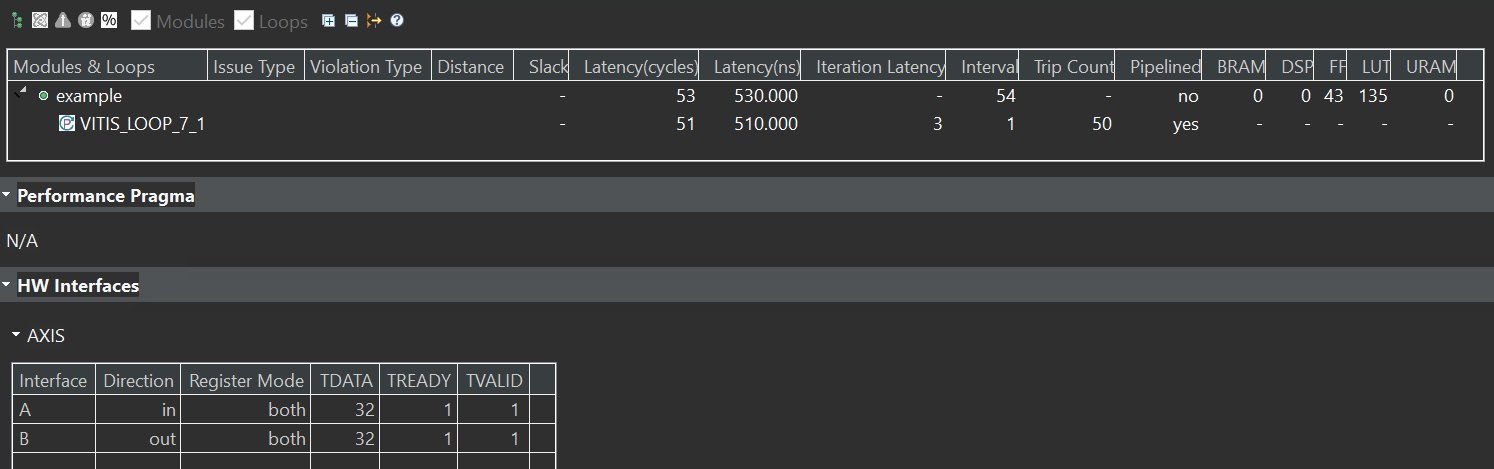 % Modules Loops
Modules & Loops Issue Type Violation Type Distance Slack Latency(cycles) Latency(ns) Iteration Latency Interval Trip Count Pipelined BRAM DSP FF LUT URAM
example - 53 530.000 - 54 - no 0 0 43 135 0
VITIS_LOOP_7_1 - 51 510.000 3 1 50 yes - - - - -
Performance Pragma
N/A
HW Interfaces
AXIS
Interface Direction Register Mode TDATA TREADY TVALID
A in both 32 1 1
B out both 32 1 1